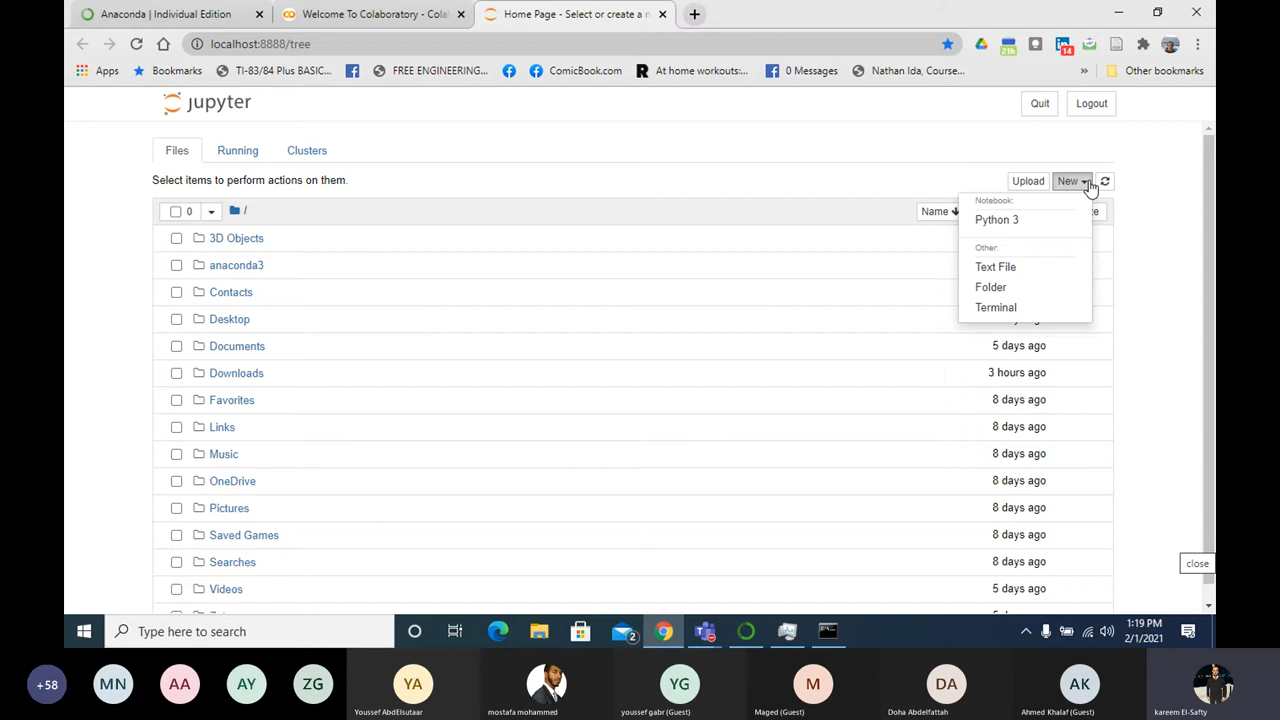 Anaconda | Individual Edition
Welcome To Colaboratory - Cola
Home Page - Select or create a n
localhost:8888/tree
21h
14
Apps
Bookmarks
TI-83/84 Plus BASIC...
FREE ENGINEERING...
ComicBook.com
At home workouts:...
0 Messages
Nathan Ida, Course...
»
Other bookmarks
jupyter
Quit
Logout
Files
Running
Clusters
Select items to perform actions on them.
Upload
New
0
/
Name
Notebook:
Python 3
Other:
Text File
Folder
Terminal
3D Objects
anaconda3
Contacts
Desktop
Documents
5 days ago
Downloads
3 hours ago
Favorites
8 days ago
Links
8 days ago
Music
8 days ago
OneDrive
8 days ago
Pictures
8 days ago
Saved Games
8 days ago
Searches
8 days ago
close
Videos
5 days ago
Type here to search
2
1:19 PM
2/1/2021
+58
MN
AA
AY
ZG
YA
YG
M
DA
AK
Youssef AbdElsutaar
mostafa mohammed
youssef gabr (Guest)
Maged (Guest)
Doha Abdelfattah
Ahmed Khalaf (Guest)
kareem El-Safty